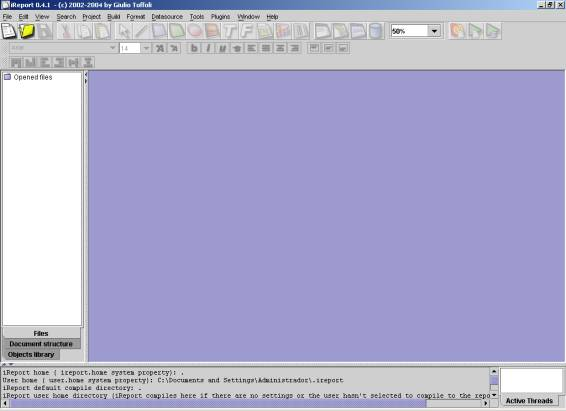 iReport 0.4.1 - (c) 2002-2004 by Giulio Toffoli
File Edit View Search Project Build Format Datasource Tools Plugins Window Help
50%
14
b i u
Opened files
Files
Document structure
Objects library
iReport home ( ireport.home system property): .
User home ( user.home system property): C:\Documents and Settings\Administrador\.ireport
iReport default compile directory: .
iReport user home directory (iReport compiles here if there are no settings or the user hasn't selected to compile to the repo
Active Threads